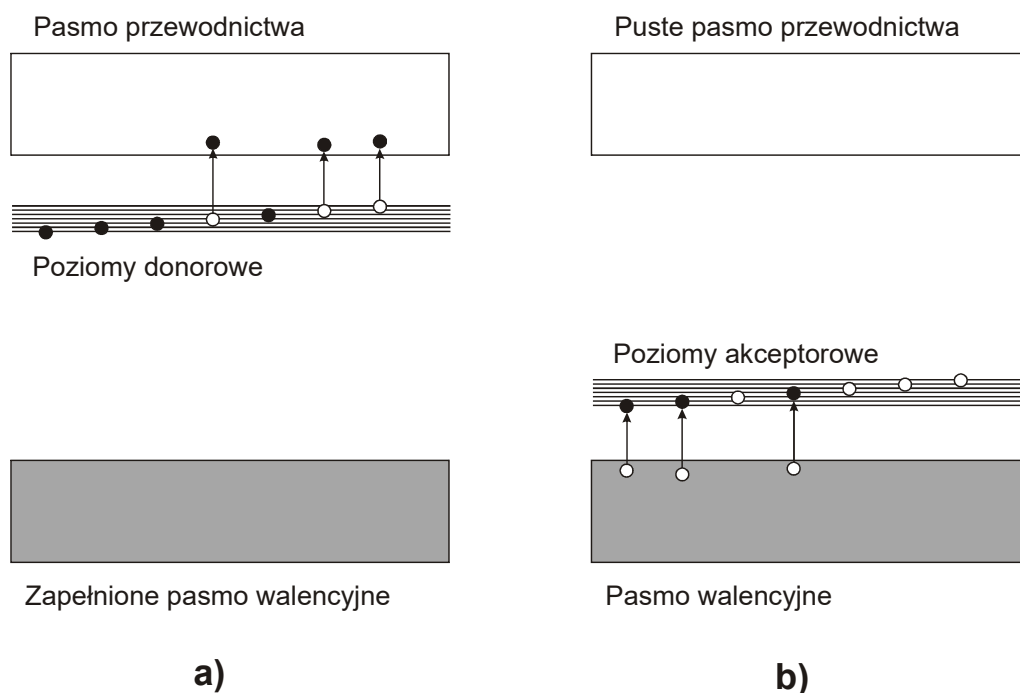 Pasmo przewodnictwa
Poziomy donorowe
Zapełnione pasmo walencyjne
a)
Puste pasmo przewodnictwa
Poziomy akceptorowe
Pasmo walencyjne
b)